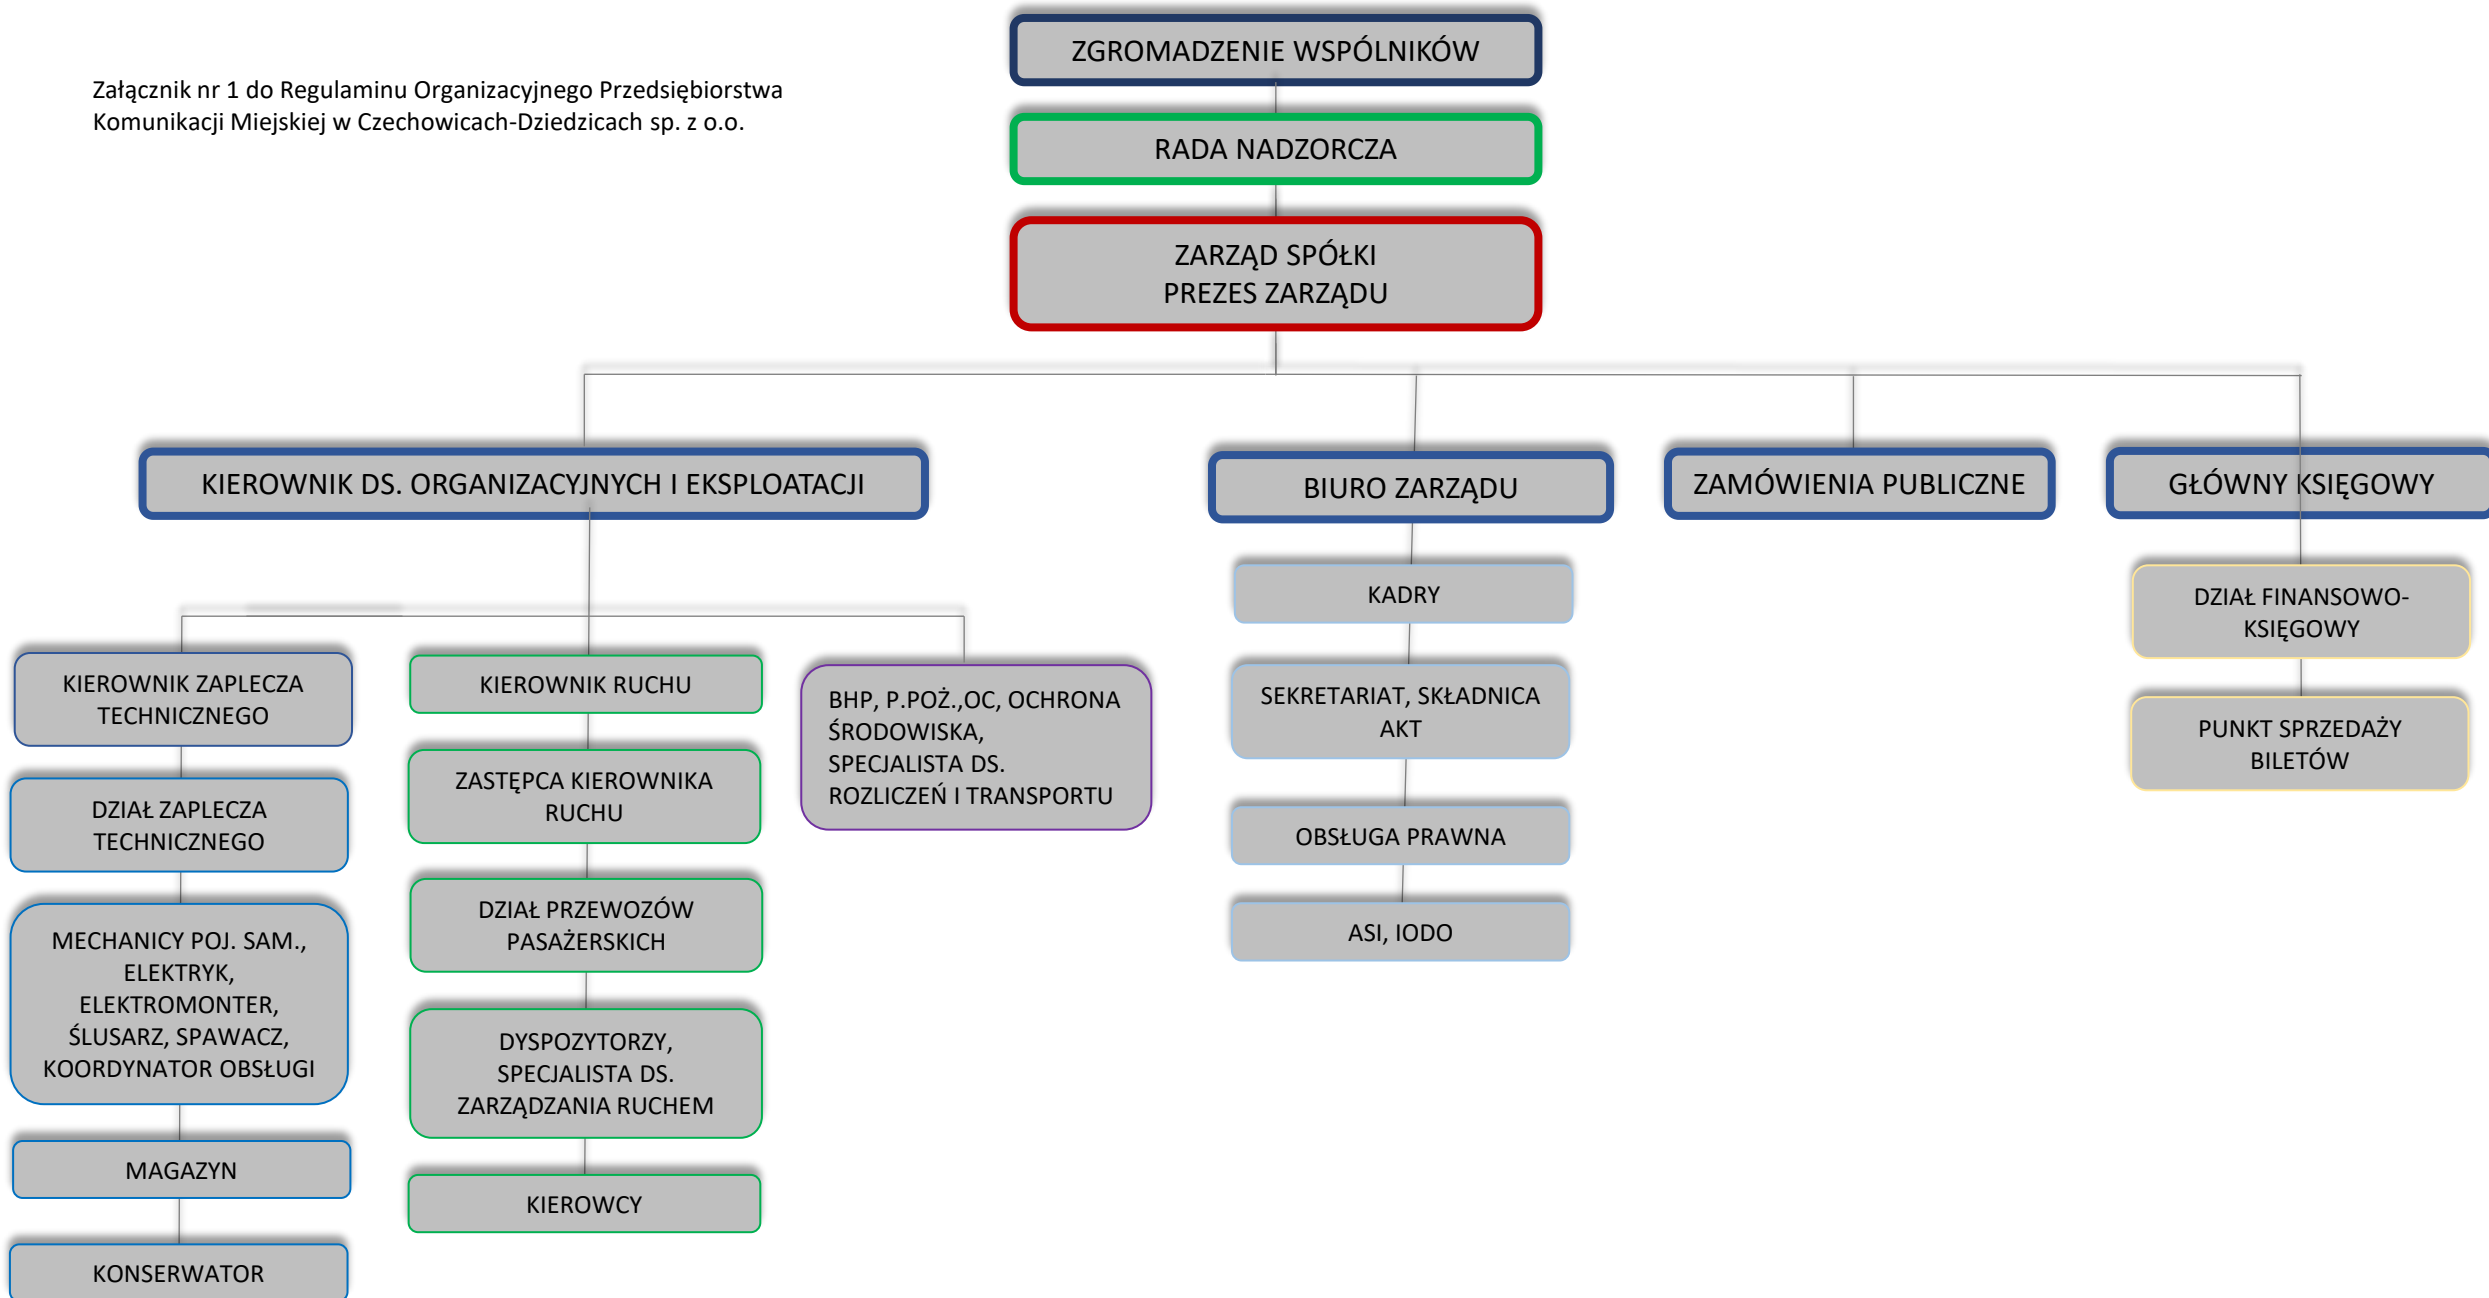 Załącznik nr 1 do Regulaminu Organizacyjnego Przedsiębiorstwa
Komunikacji Miejskiej w Czechowicach-Dziedzicach sp. z o.o.
ZGROMADZENIE WSPÓLNIKÓW
RADA NADZORCZA
ZARZĄD SPÓŁKI
PREZES ZARZĄDU
KIEROWNIK DS. ORGANIZACYJNYCH I EKSPLOATACJI
BIURO ZARZĄDU
ZAMÓWIENIA PUBLICZNE
GŁÓWNY KSIĘGOWY
KIEROWNIK ZAPLECZA
TECHNICZNEGO
DZIAŁ ZAPLECZA
TECHNICZNEGO
MECHANICY POJ. SAM.,
ELEKTRYK,
ELEKTROMONTER,
ŚLUSARZ, SPAWACZ,
KOORDYNATOR OBSŁUGI
MAGAZYN
KONSERWATOR
KIEROWNIK RUCHU
ZASTĘPCA KIEROWNIKA
RUCHU
DZIAŁ PRZEWOZÓW
PASAŻERSKICH
DYSPOZYTORZY,
SPECJALISTA DS.
ZARZĄDZANIA RUCHEM
KIEROWCY
BHP, P.POŻ.,OC, OCHRONA
ŚRODOWISKA,
SPECJALISTA DS.
ROZLICZEŃ I TRANSPORTU
KADRY
SEKRETARIAT, SKŁADNICA
AKT
OBSŁUGA PRAWNA
ASI, IODO
DZIAŁ FINANSOWO-
KSIĘGOWY
PUNKT SPRZEDAŻY
BILETÓW